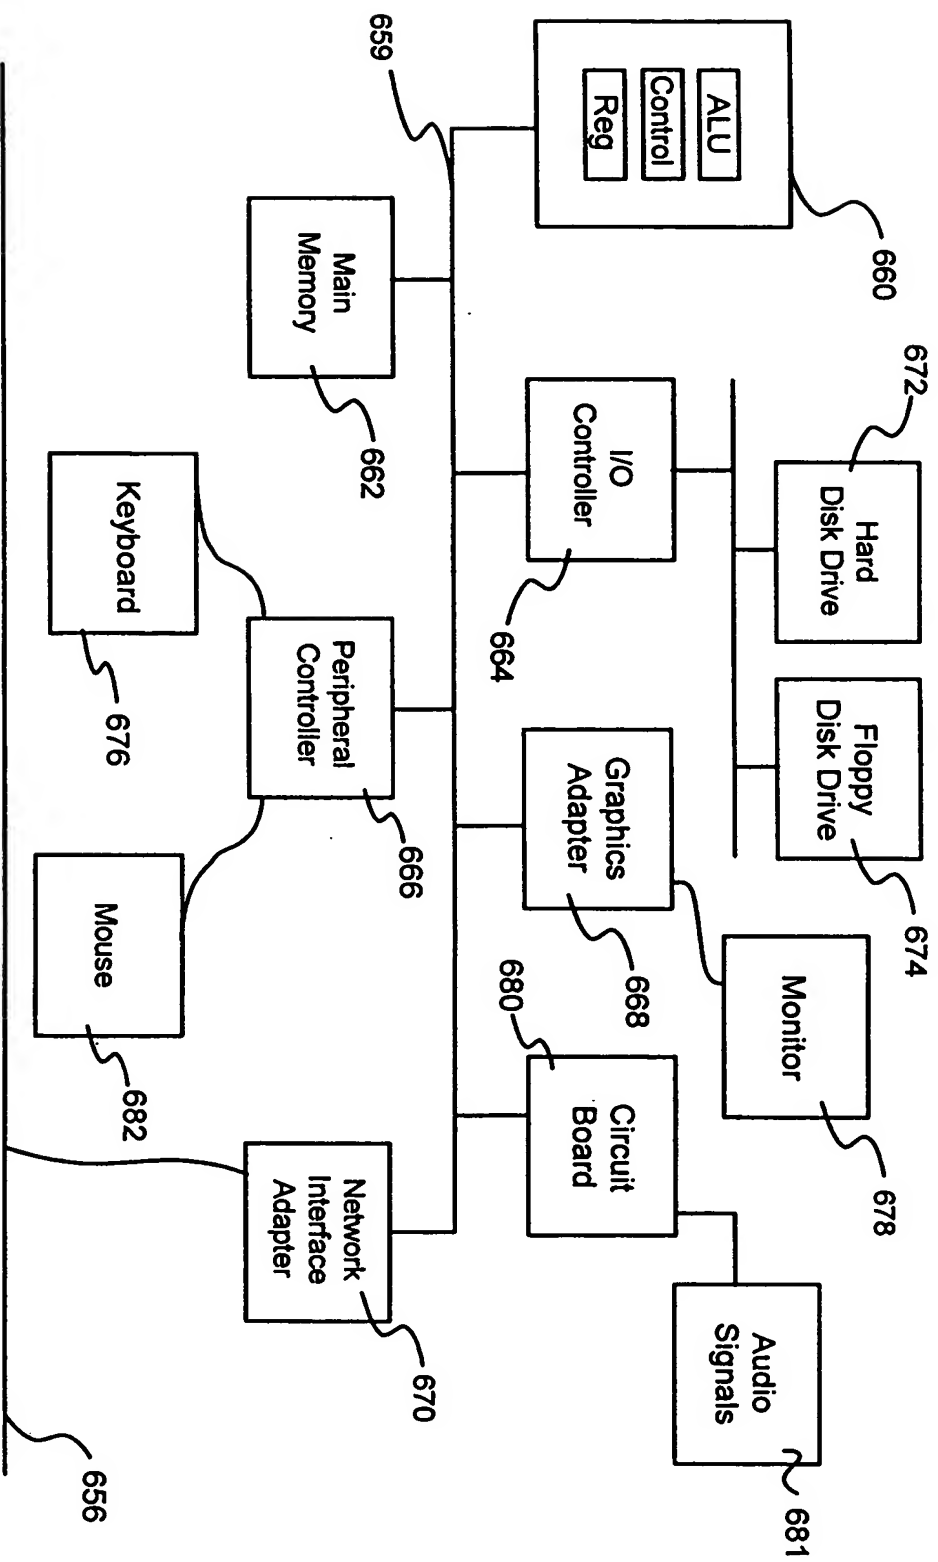 672
674
660
Hard
Disk Drive
Floppy
Disk Drive
678
681
Monitor
Audio
Signals
ALU
Control
Reg
I/O
Controller
664
Graphics
Adapter
668
680
Circuit
Board
659
Main
Memory
662
Peripheral
Controller
666
Network
Interface
Adapter
670
Keyboard
676
Mouse
682
656